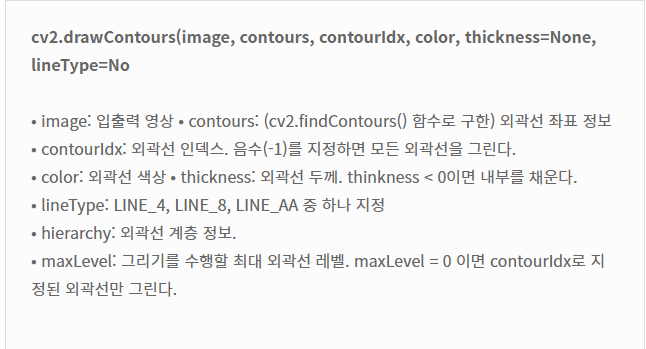 cv2.drawContours(image, contours, contourIdx, color, thickness=None,
lineType=No
• image: 입출력 영상 • contours: (cv2.findContours() 함수로 구한) 외곽선 좌표 정보
• contourIdx: 외곽선 인덱스. 음수(-1)를 지정하면 모든 외곽선을 그린다.
• color: 외곽선 색상 • thickness: 외곽선 두께. thinkness < 0이면 내부를 채운다.
• lineType: LINE_4, LINE_8, LINE_AA 중 하나 지정
• hierarchy: 외곽선 계층 정보.
• maxLevel: 그리기를 수행할 최대 외곽선 레벨. maxLevel = 0 이면 contourIdx로 지
정된 외곽선만 그린다.